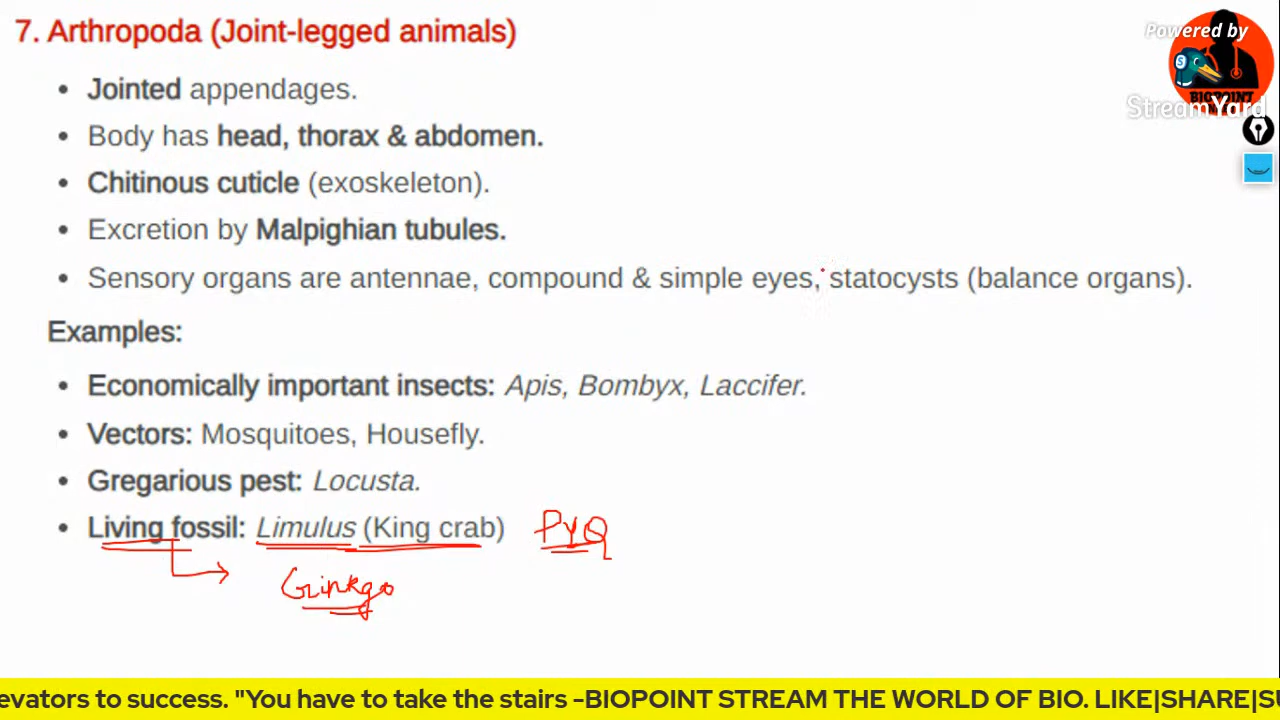 7. Arthropoda (Joint-legged animals)
Powered by
BIOPOINT
StreamYard
• Jointed appendages.
• Body has head, thorax & abdomen.
• Chitinous cuticle (exoskeleton).
• Excretion by Malpighian tubules.
• Sensory organs are antennae, compound & simple eyes, statocysts (balance organs).
Examples:
• Economically important insects: Apis, Bombyx, Laccifer.
• Vectors: Mosquitoes, Housefly.
• Gregarious pest: Locusta.
• Living fossil: Limulus (King crab) PYQ
Ginkgo
evators to success. "You have to take the stairs -BIOPOINT STREAM THE WORLD OF BIO. LIKE|SHARE|SU